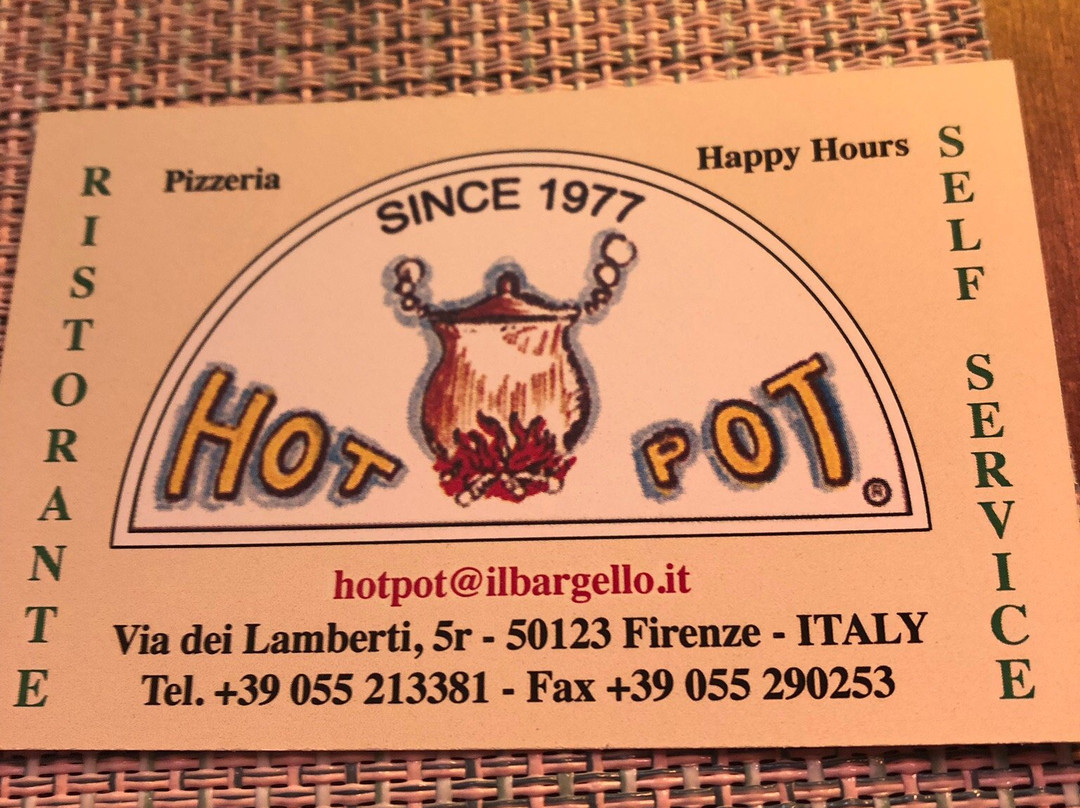 RISTORANTE
Pizzeria
Happy Hours
SELF SERVICE
SINCE 1977
HOT POT ®
hotpot@ilbargello.it
Via dei Lamberti, 5r - 50123 Firenze - ITALY
Tel. +39 055 213381 - Fax +39 055 290253